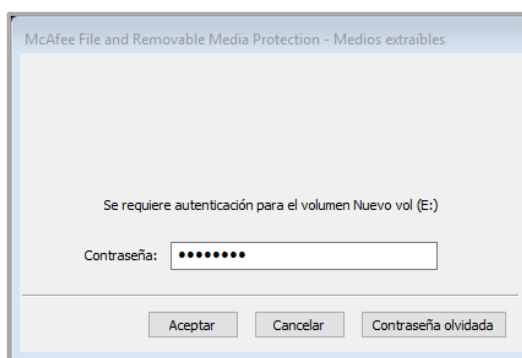 McAfee File and Removable Media Protection - Medios extraíbles
Se requiere autenticación para el volumen Nuevo vol (E:)
Contraseña: ••••••••
Aceptar Cancelar Contraseña olvidada